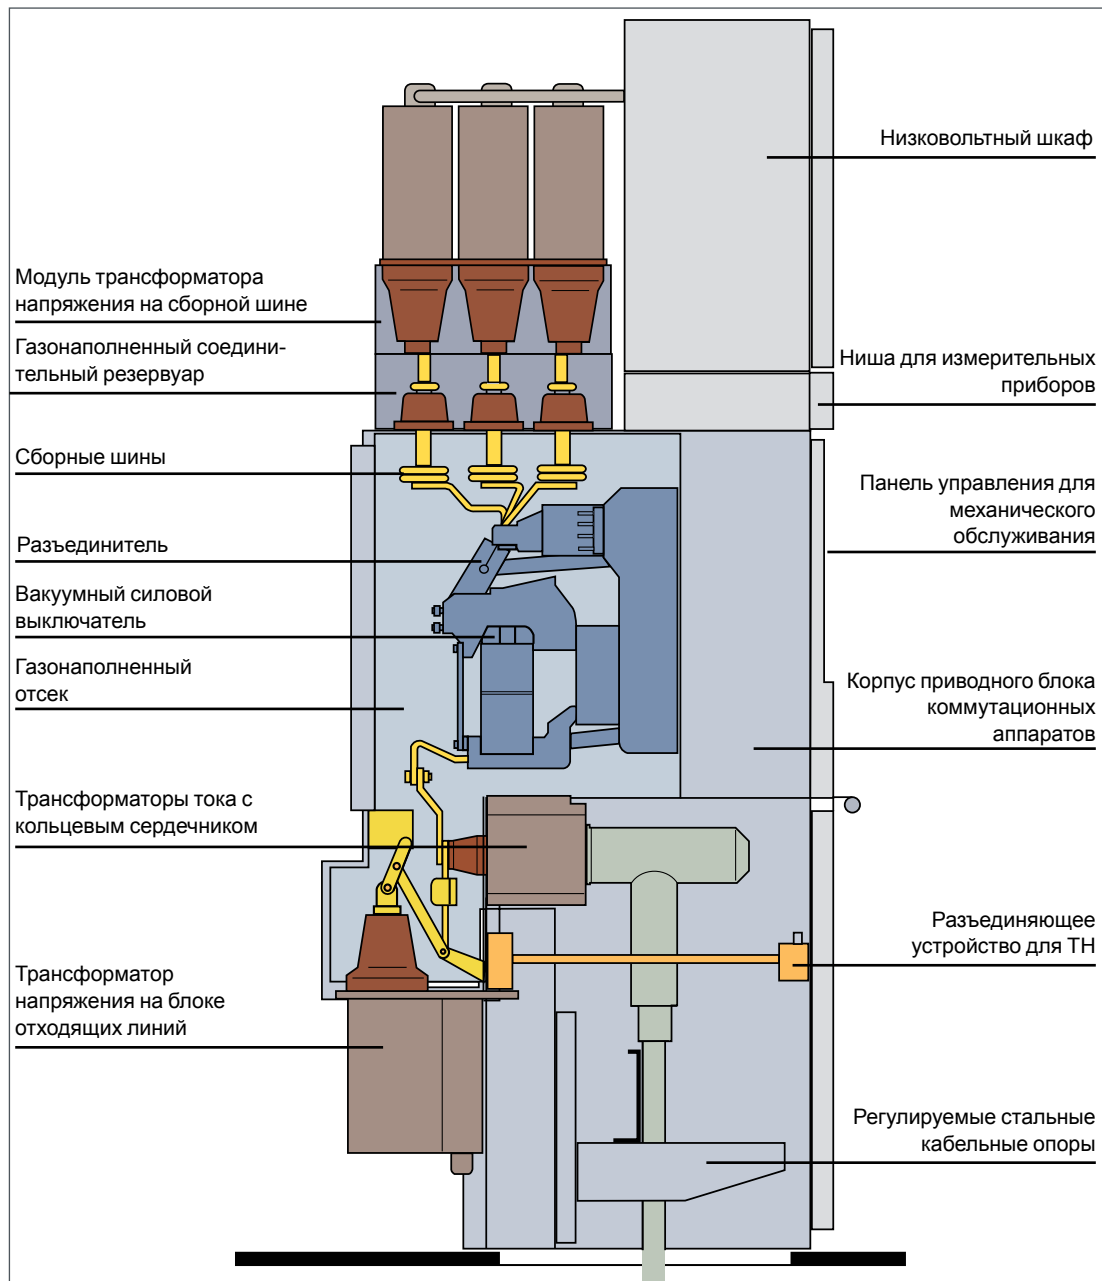 Низковольтный шкаф
Модуль трансформатора
напряжения на сборной шине
Газонаполненный соедини-
тельный резервуар
Ниша для измерительных
приборов
Сборные шины
Панель управления для
механического
обслуживания
Разъединитель
Вакуумный силовой
выключатель
Газонаполненный
отсек
Корпус приводного блока
коммутационных
аппаратов
Трансформаторы тока с
кольцевым сердечником
Разъединяющее
устройство для ТН
Трансформатор
напряжения на блоке
отходящих линий
Регулируемые стальные
кабельные опоры